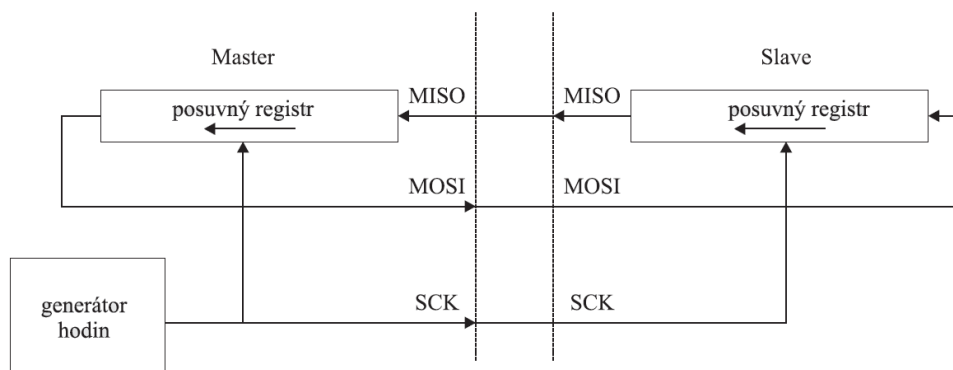 Master
Slave
MISO
MISO
posuvný registr
posuvný registr
MOSI
MOSI
generátor
hodin
SCK
SCK